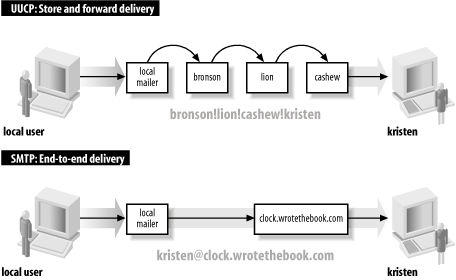 UUCP: Store and forward delivery
local
mailer
bronson
lion
cashew
bronson!lion!cashew!kristen
local user
kristen
SMTP: End-to-end delivery
local
mailer
clock.wrotethebook.com
kristen@clock.wrotethebook.com
local user
kristen